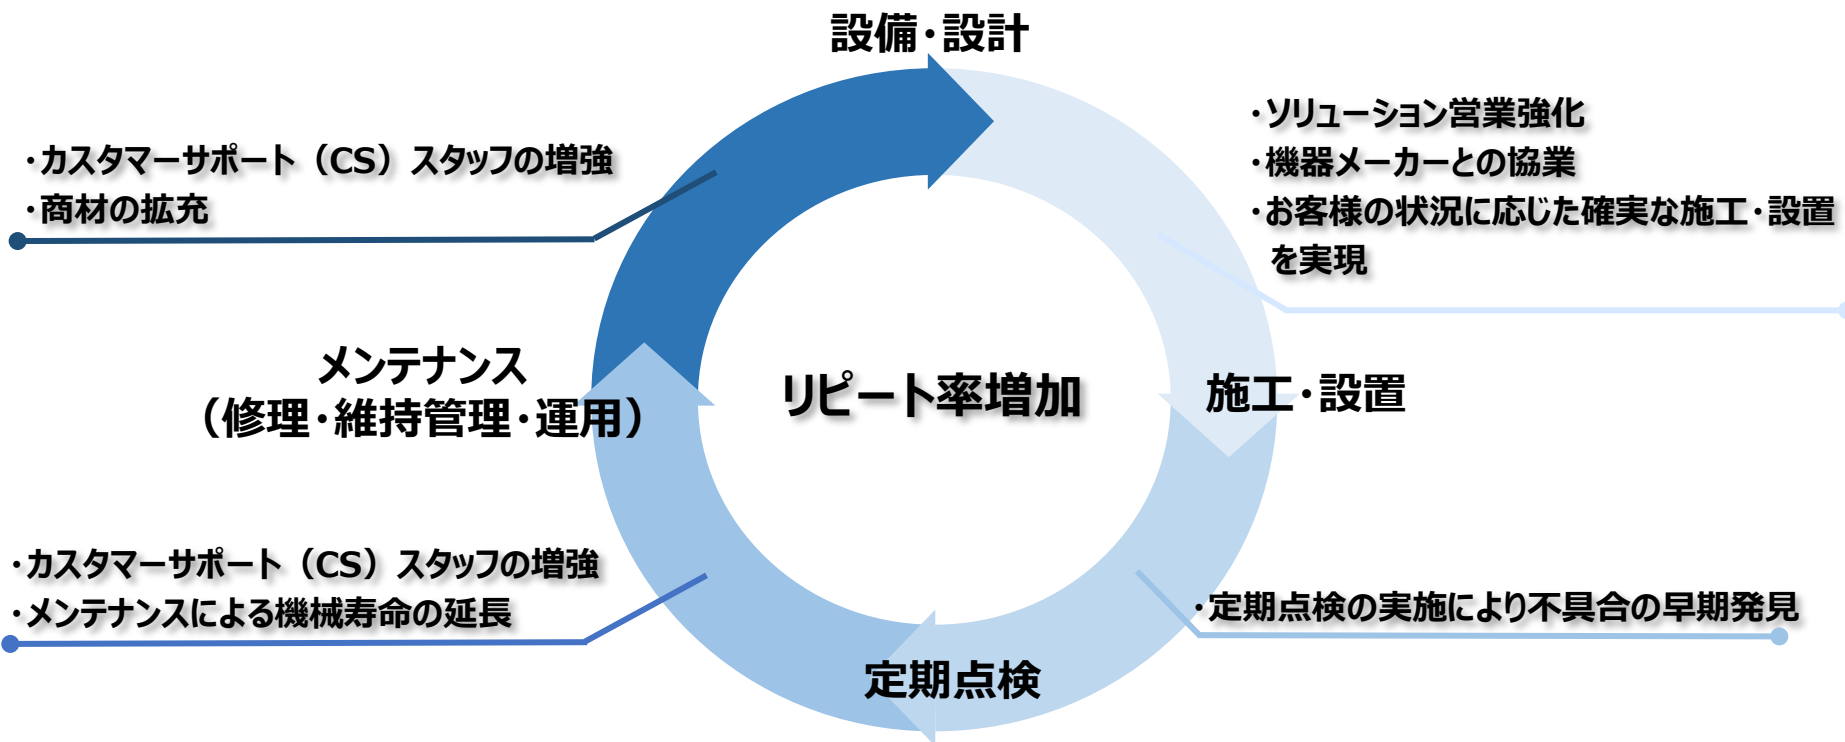 設備・設計
・ソリューション営業強化
・機器メーカーとの協業
・お客様の状況に応じた確実な施工・設置
を実現
・カスタマーサポート（CS）スタッフの増強
・商材の拡充
メンテナンス
（修理・維持管理・運用）
リピート率増加
施工・設置
・カスタマーサポート（CS）スタッフの増強
・メンテナンスによる機械寿命の延長
・定期点検の実施により不具合の早期発見
定期点検